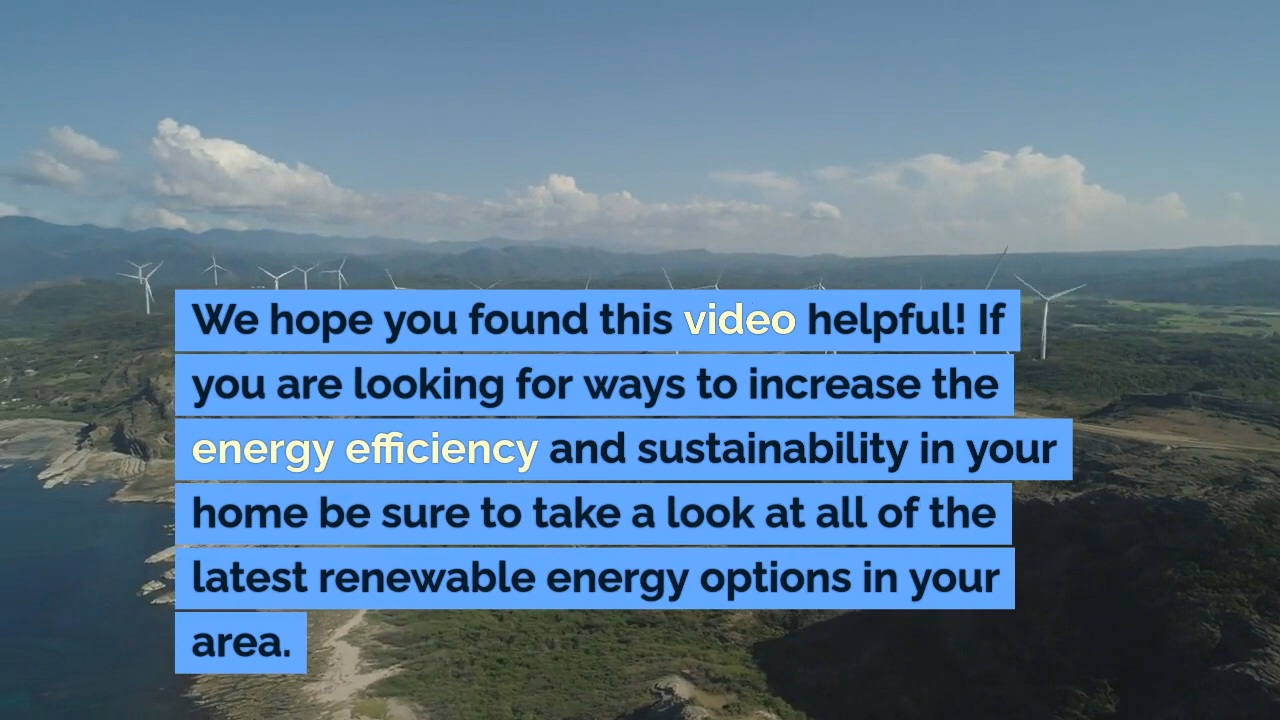 We hope you found this video helpful! If
you are looking for ways to increase the
energy efficiency and sustainability in your
home be sure to take a look at all of the
latest renewable energy options in your
area.